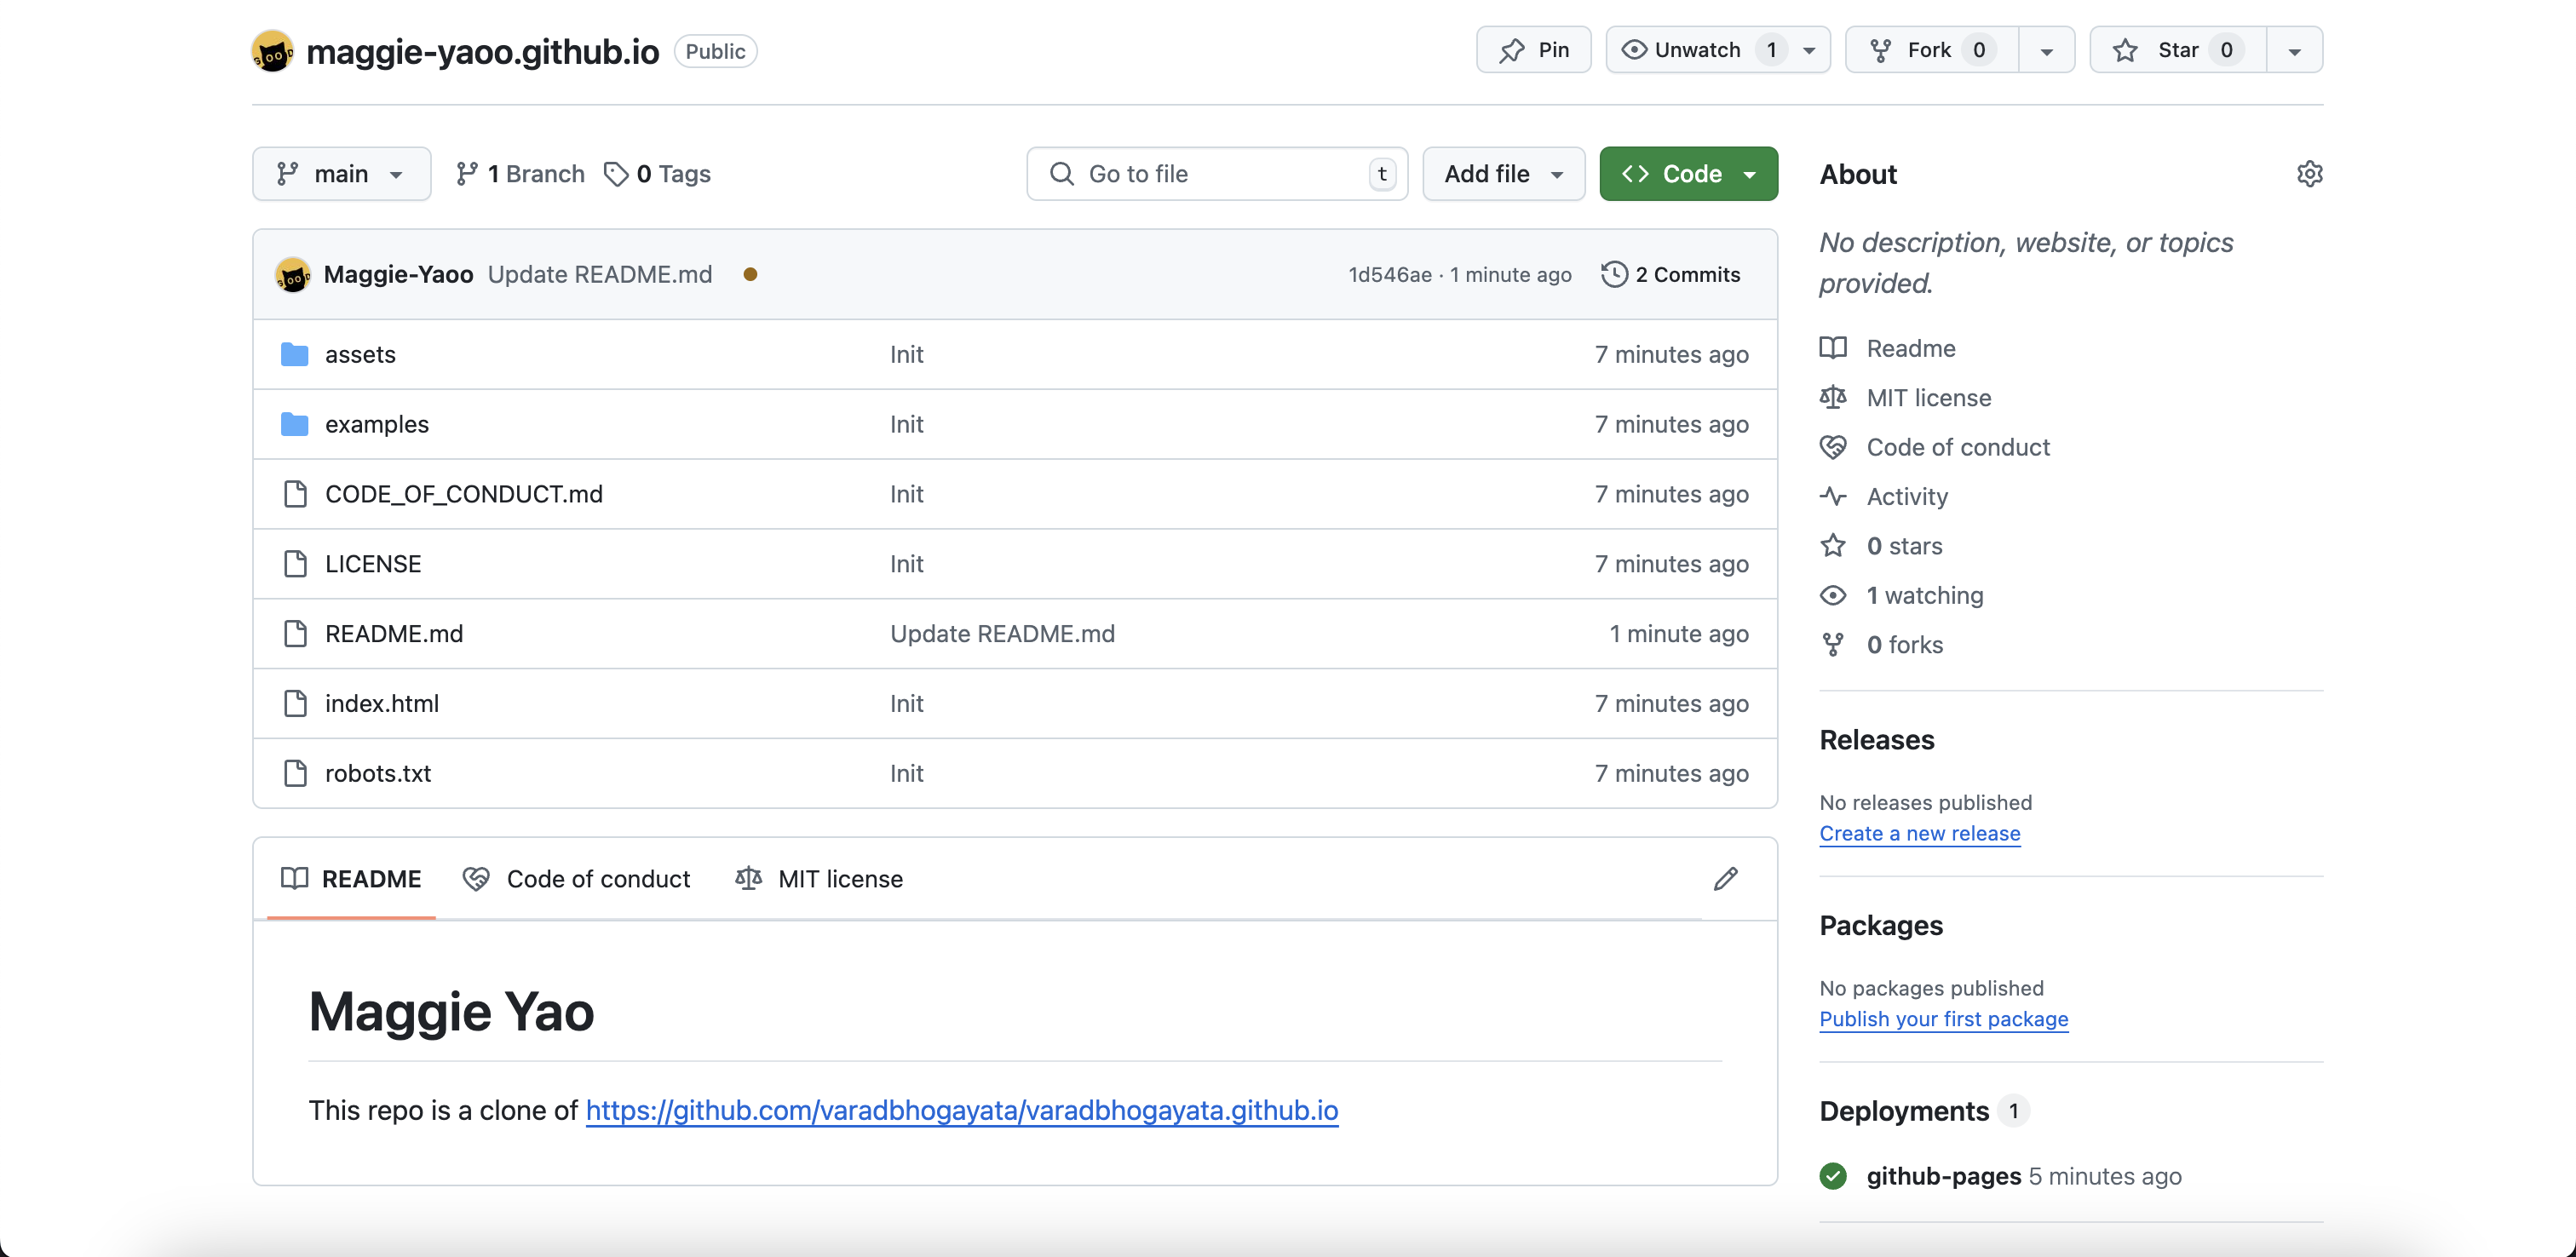 maggie-yaoo.github.io Public
Pin
Unwatch 1
Fork 0
Star 0
main
1 Branch
0 Tags
Go to file t
Add file
Code
Maggie-Yaoo Update README.md
1d546ae · 1 minute ago
2 Commits
assets Init 7 minutes ago
examples Init 7 minutes ago
CODE_OF_CONDUCT.md Init 7 minutes ago
LICENSE Init 7 minutes ago
README.md Update README.md 1 minute ago
index.html Init 7 minutes ago
robots.txt Init 7 minutes ago
README
Code of conduct
MIT license
Maggie Yao
This repo is a clone of https://github.com/varadbhogayata/varadbhogayata.github.io
About
No description, website, or topics
provided.
Readme
MIT license
Code of conduct
Activity
0 stars
1 watching
0 forks
Releases
No releases published
Create a new release
Packages
No packages published
Publish your first package
Deployments 1
github-pages 5 minutes ago